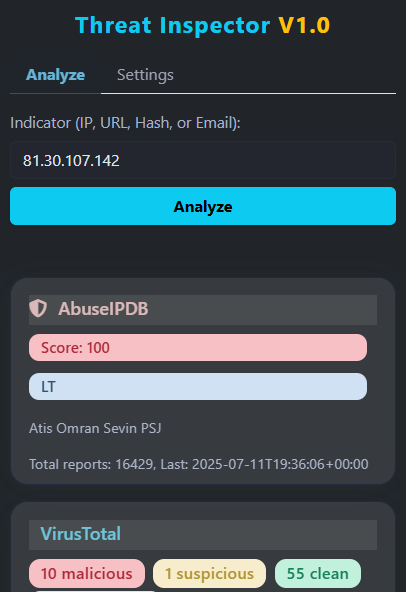 Threat Inspector V1.0
Analyze Settings
Indicator (IP, URL, Hash, or Email):
81.30.107.142
Analyze
AbuseIPDB
Score: 100
LT
Atis Omran Sevin PSJ
Total reports: 16429, Last: 2025-07-11T19:36:06+00:00
VirusTotal
10 malicious 1 suspicious 55 clean